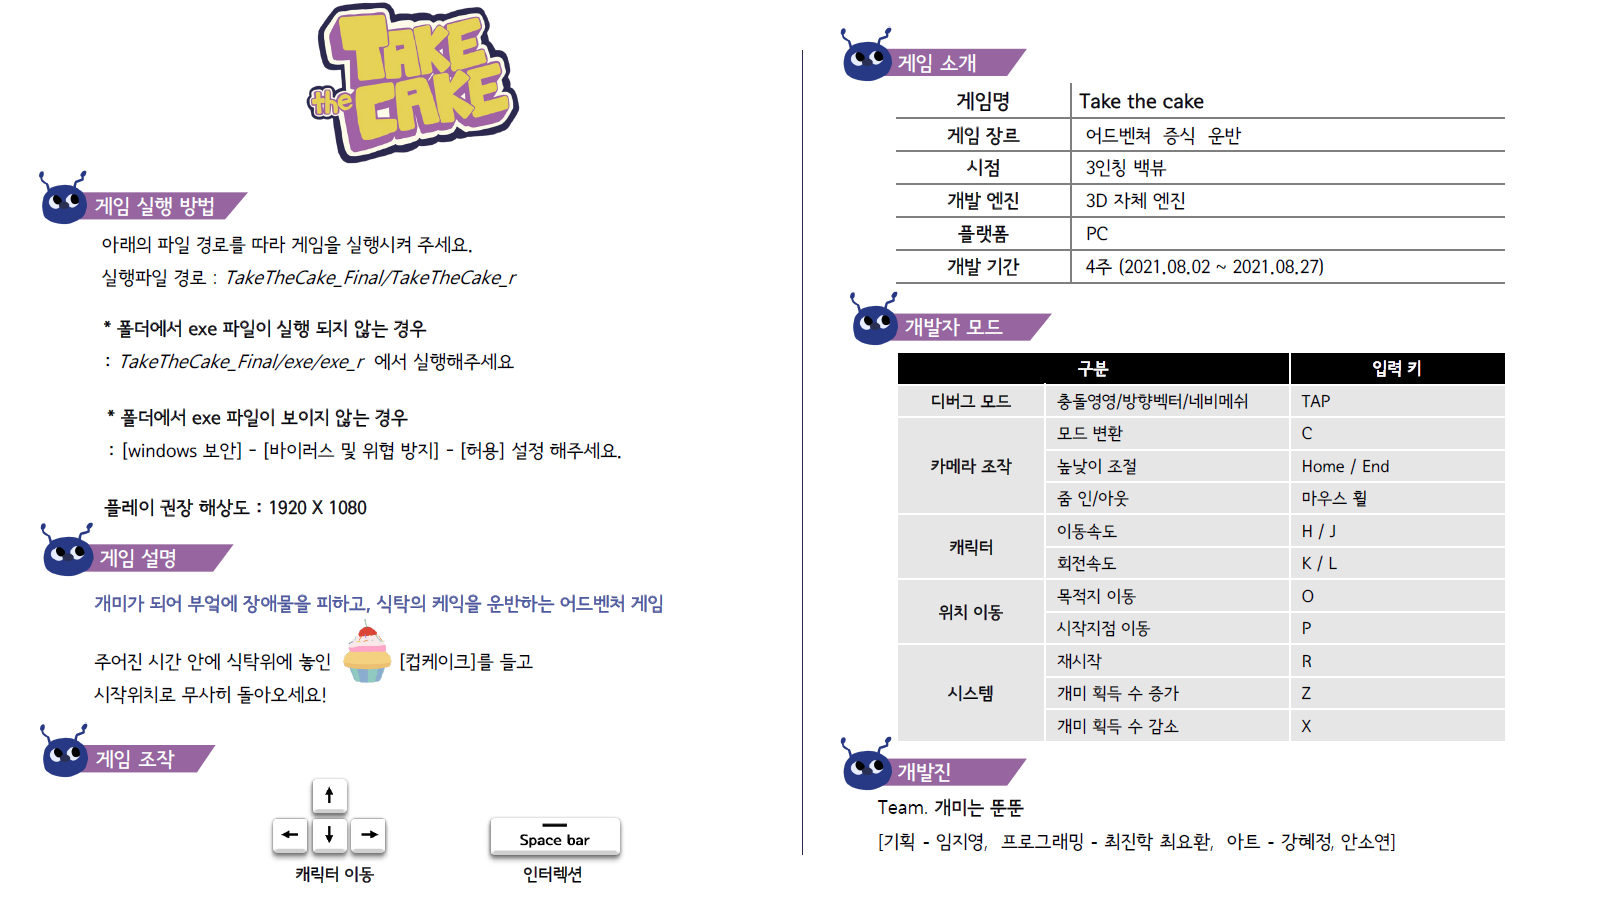 TAKE
the CAKE
게임 실행 방법
아래의 파일 경로를 따라 게임을 실행시켜 주세요.
실행파일 경로 : TakeTheCake_Final/TakeTheCake_r
* 폴더에서 exe 파일이 실행 되지 않는 경우
: TakeTheCake_Final/exe/exe_r 에서 실행해주세요
* 폴더에서 exe 파일이 보이지 않는 경우
: [windows 보안] - [바이러스 및 위협 방지] - [허용] 설정 해주세요.
플레이 권장 해상도 : 1920 X 1080
게임 설명
개미가 되어 부엌에 장애물을 피하고, 식탁의 케익을 운반하는 어드벤처 게임
주어진 시간 안에 식탁위에 놓인 [컵케이크]를 들고
시작위치로 무사히 돌아오세요!
게임 조작
↑
← ↓ →
Space bar
캐릭터 이동
인터렉션
게임 소개
게임명 Take the cake
게임 장르 어드벤쳐 증식 운반
시점 3인칭 백뷰
개발 엔진 3D 자체 엔진
플랫폼 PC
개발 기간 4주 (2021.08.02 ~ 2021.08.27)
개발자 모드
구분 입력 키
디버그 모드 충돌영영/방향벡터/네비메쉬 TAP
카메라 조작 모드 변환 C
높낮이 조절 Home / End
줌 인/아웃 마우스 휠
캐릭터 이동속도 H / J
회전속도 K / L
위치 이동 목적지 이동 O
시작지점 이동 P
시스템 재시작 R
개미 획득 수 증가 Z
개미 획득 수 감소 X
개발진
Team. 개미는 뚠뚠
[기획 - 임지영, 프로그래밍 - 최진학 최요환, 아트 - 강혜정, 안소연]